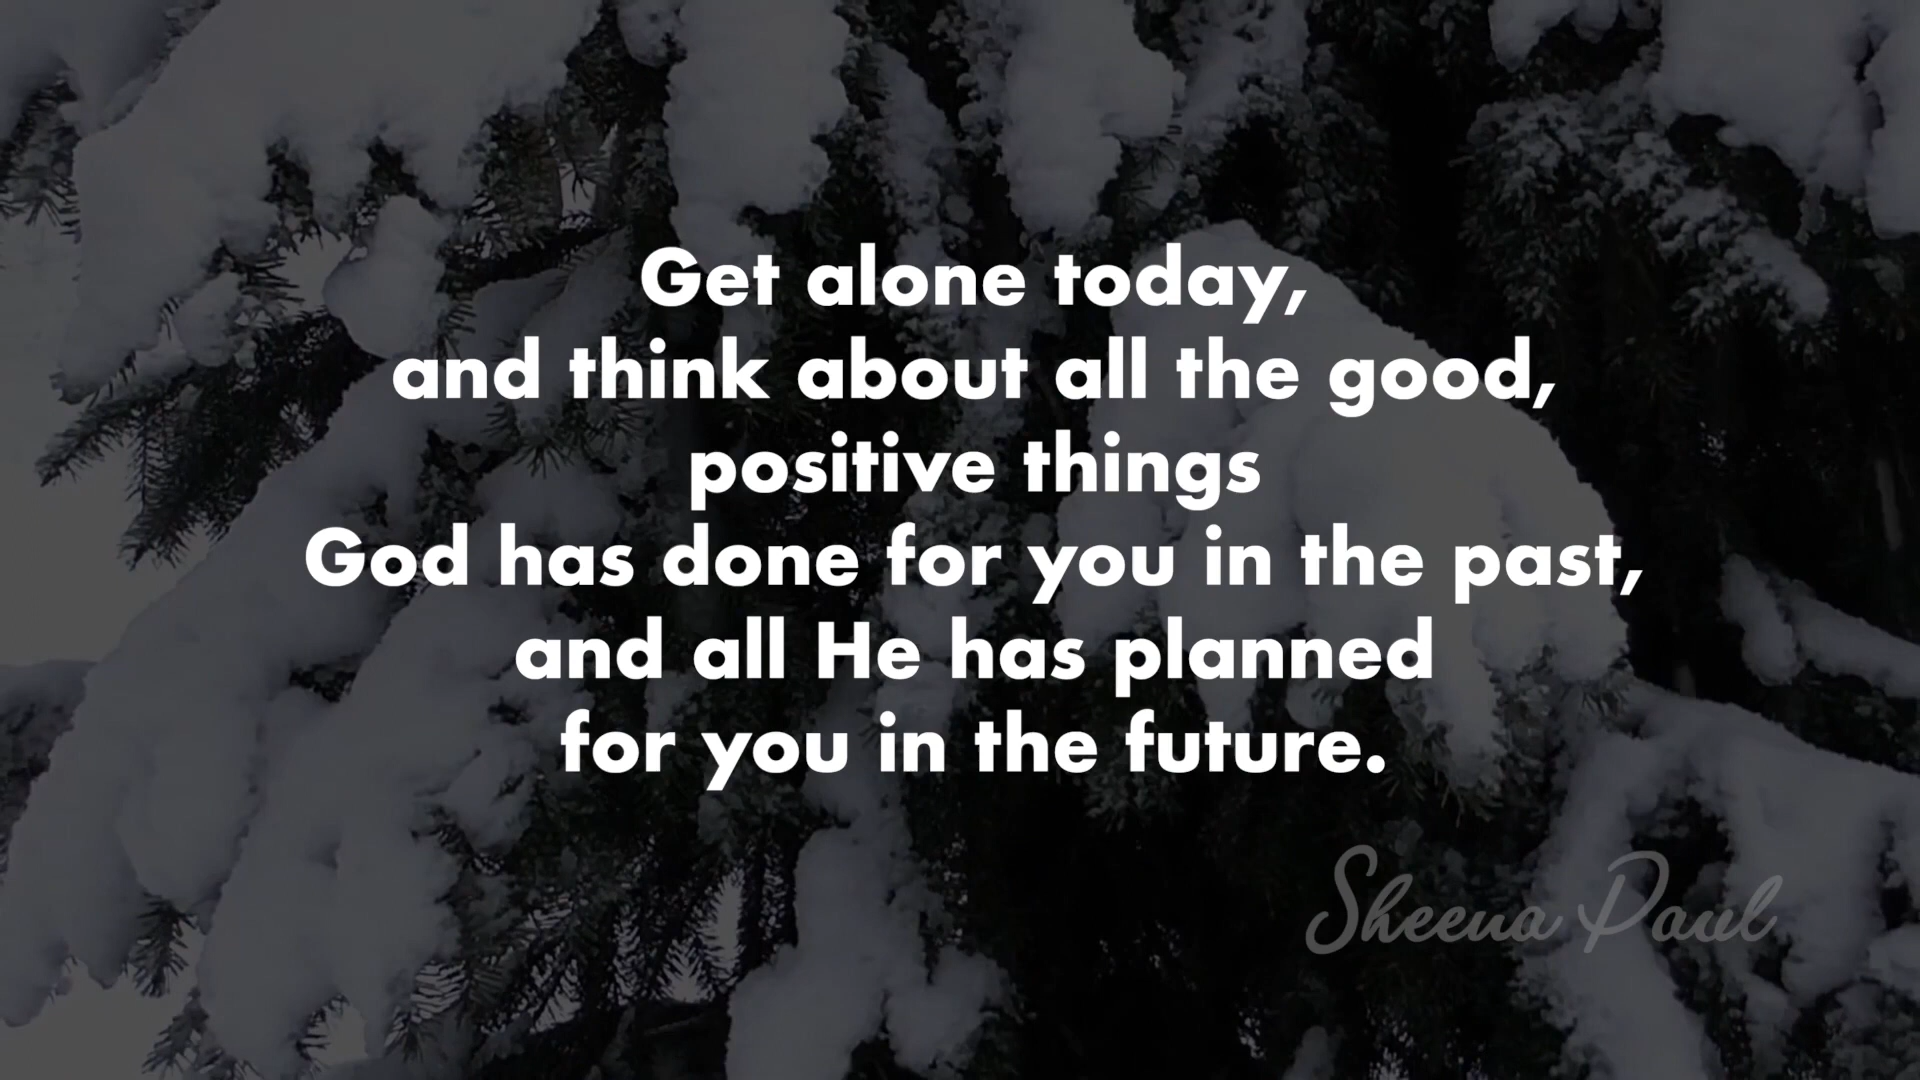 Get alone today,
and think about all the good,
positive things
God has done for you in the past,
and all He has planned
for you in the future.
Sheena Paul